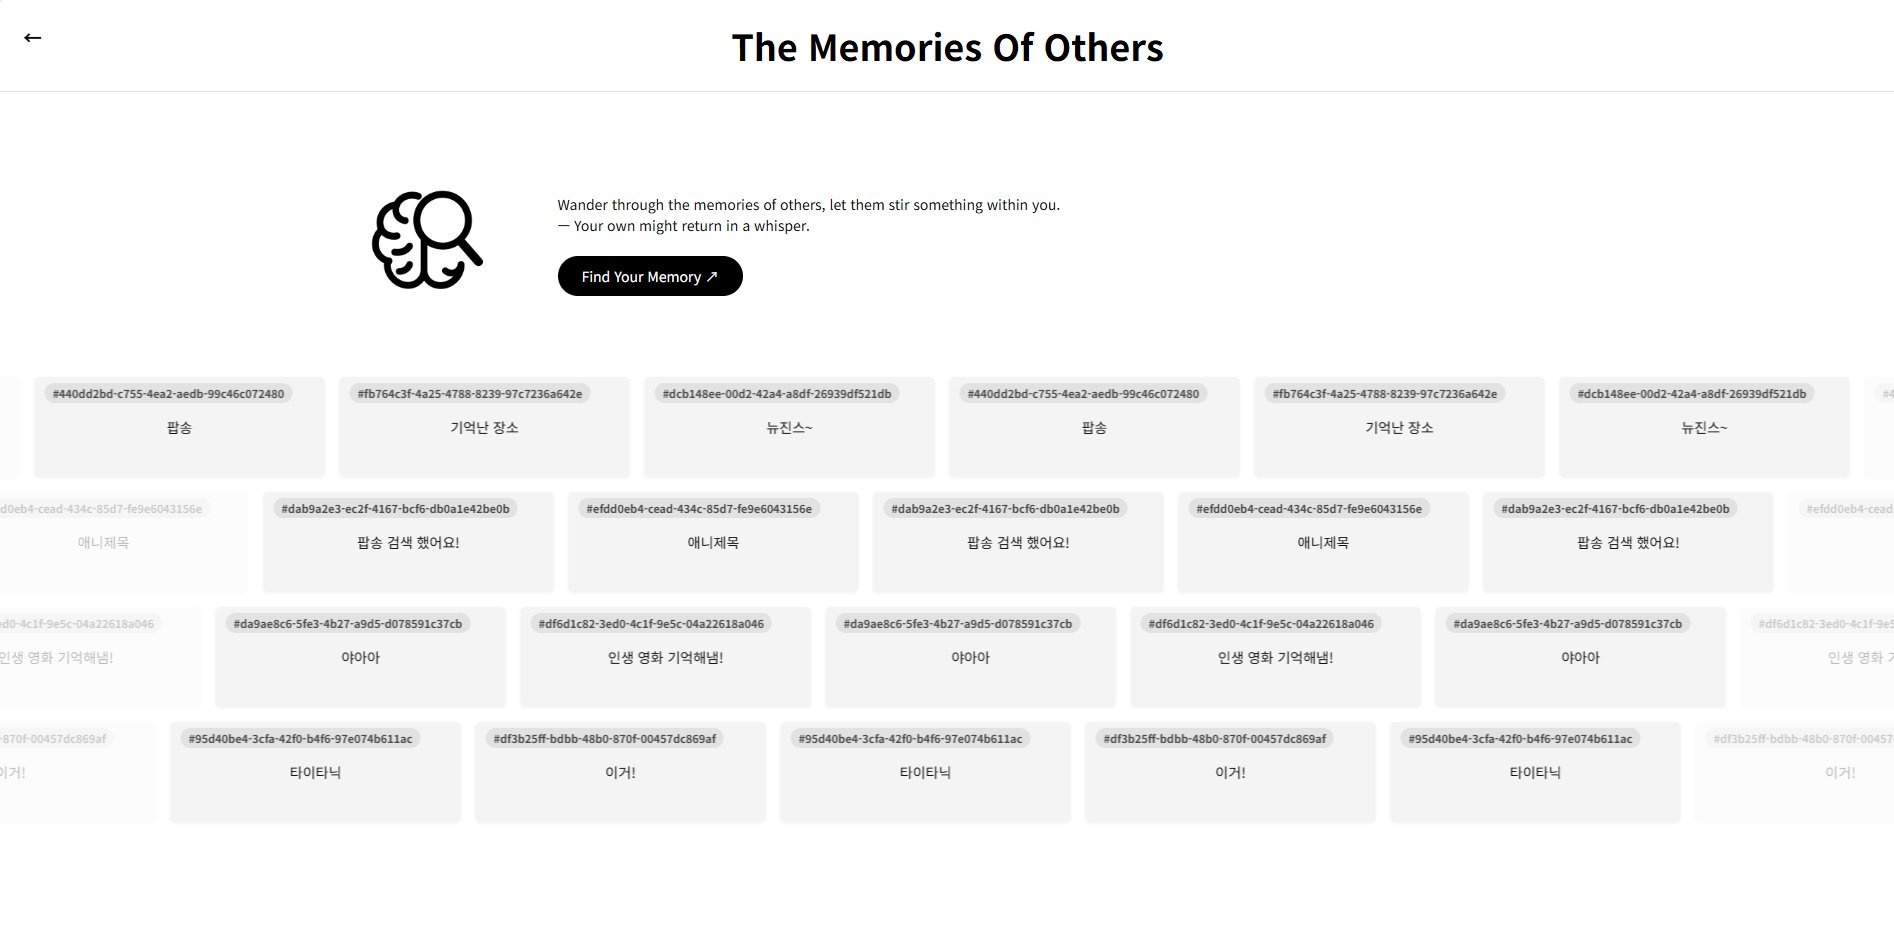 ←
The Memories Of Others
Wander through the memories of others, let them stir something within you.
— Your own might return in a whisper.
Find Your Memory ↗
#440dd2bd-c755-4ea2-aedb-99c46c072480 #fb764c3f-4a25-4788-8239-97c7236a642e #dcb148ee-00d2-42a4-a8df-26939df521db #440dd2bd-c755-4ea2-aedb-99c46c072480 #fb764c3f-4a25-4788-8239-97c7236a642e #dcb148ee-00d2-42a4-a8df-26939df521db #4
팝송 기억난 장소 뉴진스~ 팝송 기억난 장소 뉴진스~
d0eb4-cead-434c-85d7-fe9e6043156e #dab9a2e3-ec2f-4167-bcf6-db0a1e42be0b #efdd0eb4-cead-434c-85d7-fe9e6043156e #dab9a2e3-ec2f-4167-bcf6-db0a1e42be0b #efdd0eb4-cead-434c-85d7-fe9e6043156e #dab9a2e3-ec2f-4167-bcf6-db0a1e42be0b #efdd0eb4-cead
애니제목 팝송 검색 했어요! 애니제목 팝송 검색 했어요! 애니제목 팝송 검색 했어요!
ed0-4c1f-9e5c-04a22618a046 #da9ae8c6-5fe3-4b27-a9d5-d078591c37cb #df6d1c82-3ed0-4c1f-9e5c-04a22618a046 #da9ae8c6-5fe3-4b27-a9d5-d078591c37cb #df6d1c82-3ed0-4c1f-9e5c-04a22618a046 #da9ae8c6-5fe3-4b27-a9d5-d078591c37cb #df6d1c82-3ed0-4c1f-9e5
인생 영화 기억해냄! 야아아 인생 영화 기억해냄! 야아아 인생 영화 기억해냄! 야아아 인생 영화
-870f-00457dc869af #95d40be4-3cfa-42f0-b4f6-97e074b611ac #df3b25ff-bdbb-48b0-870f-00457dc869af #95d40be4-3cfa-42f0-b4f6-97e074b611ac #df3b25ff-bdbb-48b0-870f-00457dc869af #95d40be4-3cfa-42f0-b4f6-97e074b611ac #df3b25ff-bdbb-48b0-870f-00457
이거! 타이타닉 이거! 타이타닉 이거! 타이타닉 이거!